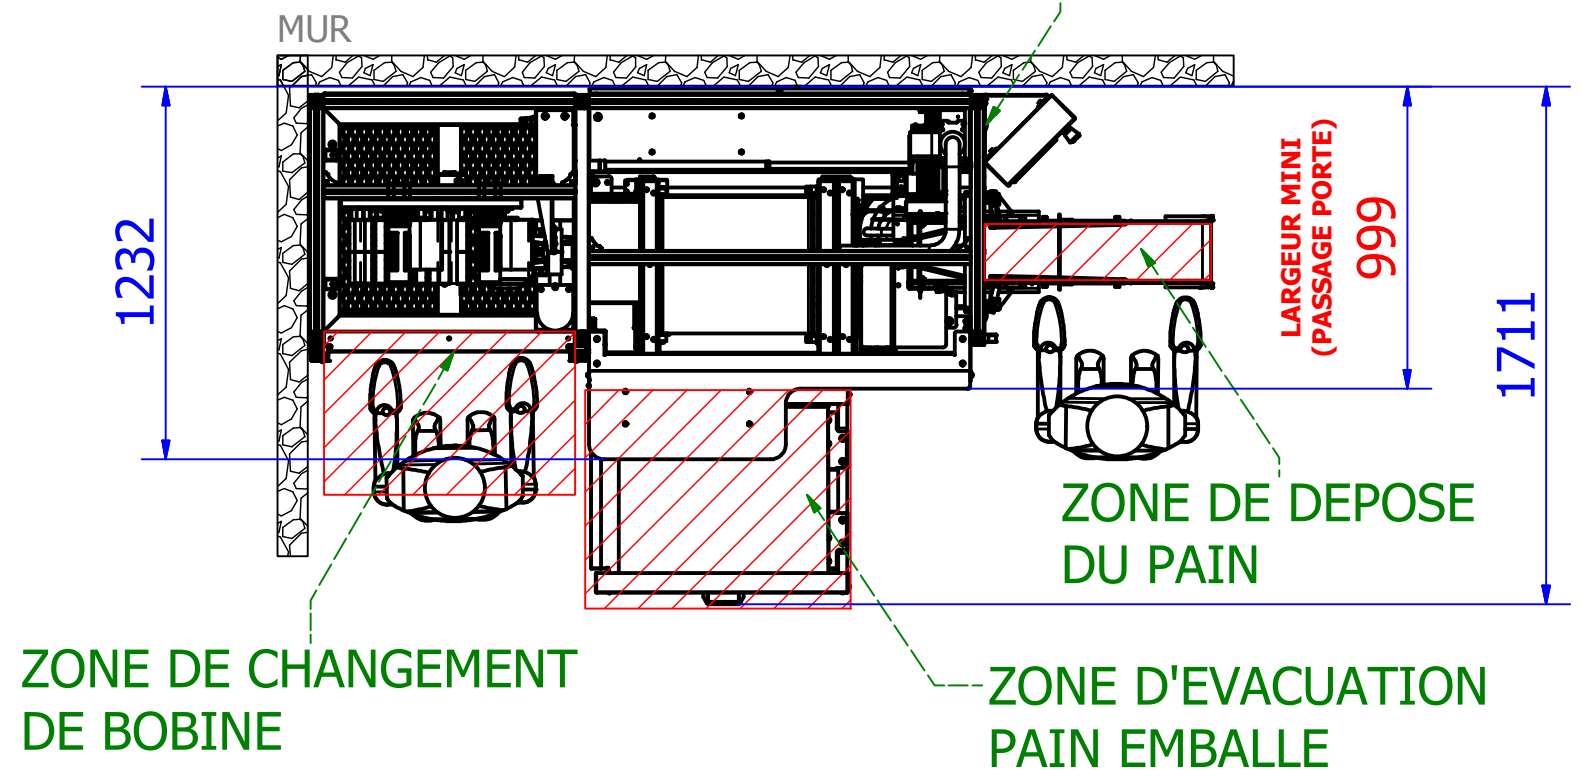 MUR
1232
LARGEUR MINI
(PASSAGE PORTE)
999
1711
ZONE DE DEPOSE
DU PAIN
ZONE DE CHANGEMENT
DE BOBINE
ZONE D'EVACUATION
PAIN EMBALLE